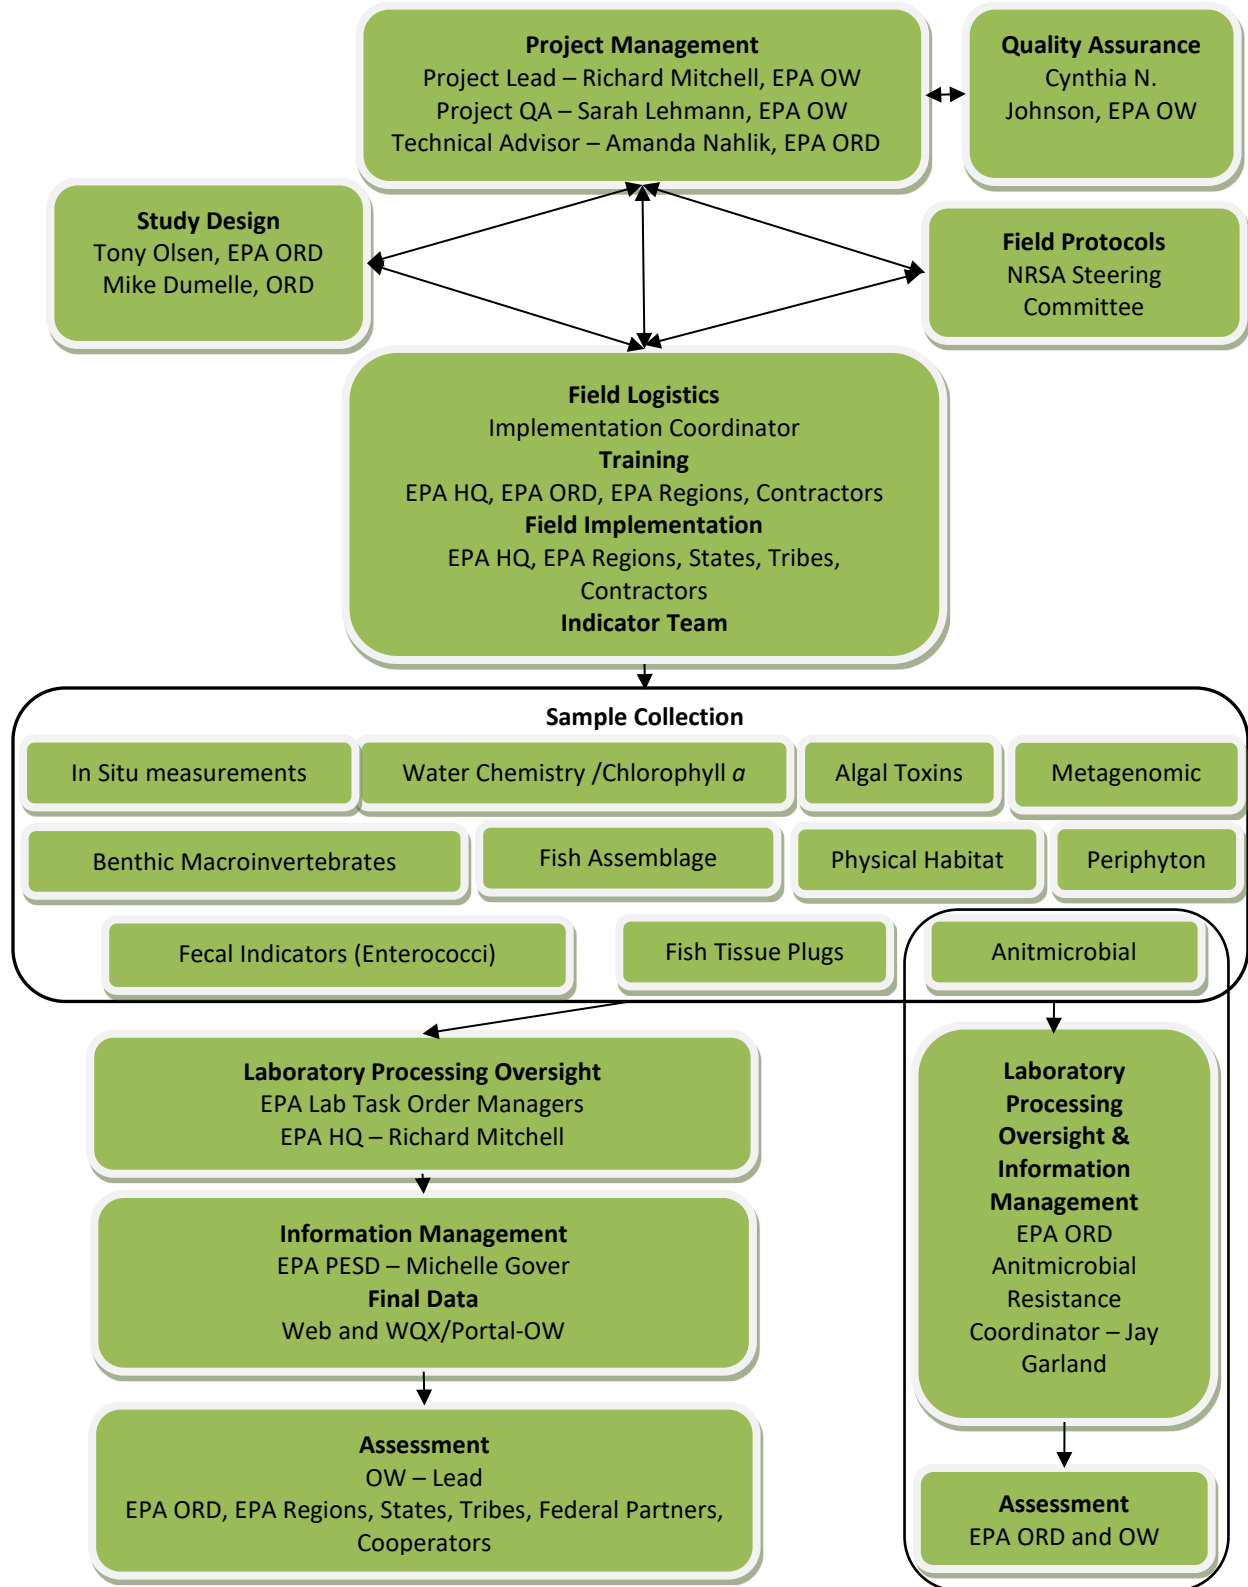 Project Management
Project Lead – Richard Mitchell, EPA OW
Project QA – Sarah Lehmann, EPA OW
Technical Advisor – Amanda Nahlik, EPA ORD
Quality Assurance
Cynthia N.
Johnson, EPA OW
Study Design
Tony Olsen, EPA ORD
Mike Dumelle, ORD
Field Protocols
NRSA Steering
Committee
Field Logistics
Implementation Coordinator
Training
EPA HQ, EPA ORD, EPA Regions, Contractors
Field Implementation
EPA HQ, EPA Regions, States, Tribes,
Contractors
Indicator Team
Sample Collection
In Situ measurements
Water Chemistry /Chlorophyll a
Algal Toxins
Metagenomic
Benthic Macroinvertebrates
Fish Assemblage
Physical Habitat
Periphyton
Fecal Indicators (Enterococci)
Fish Tissue Plugs
Anitmicrobial
Laboratory Processing Oversight
EPA Lab Task Order Managers
EPA HQ – Richard Mitchell
Information Management
EPA PESD – Michelle Gover
Final Data
Web and WQX/Portal-OW
Assessment
OW – Lead
EPA ORD, EPA Regions, States, Tribes, Federal Partners,
Cooperators
Laboratory
Processing
Oversight &
Information
Management
EPA ORD
Anitmicrobial
Resistance
Coordinator – Jay
Garland
Assessment
EPA ORD and OW